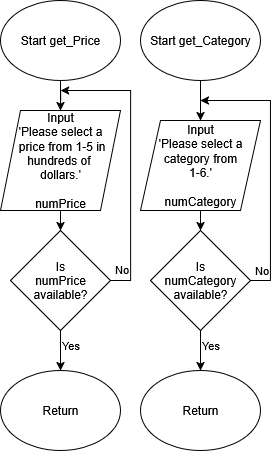 Start get_Price
Input
'Please select a
price from 1-5 in
hundreds of
dollars.'
numPrice
Is
numPrice
available?
No
Yes
Return
Start get_Category
Input
'Please select a
category from
1-6.'
numCategory
Is
numCategory
available?
No
Yes
Return